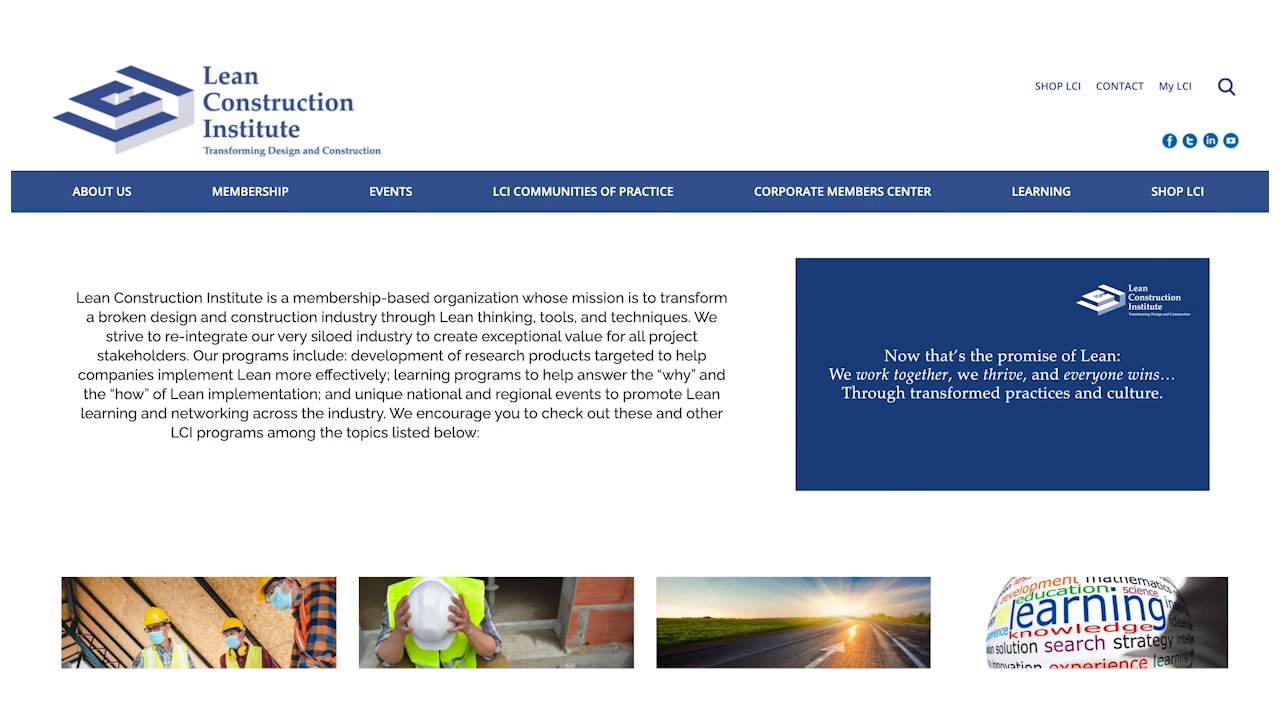 Lean
Construction
Institute
Transforming Design and Construction
SHOP LCI CONTACT My LCI
ABOUT US MEMBERSHIP EVENTS LCI COMMUNITIES OF PRACTICE CORPORATE MEMBERS CENTER LEARNING SHOP LCI
Lean Construction Institute is a membership-based organization whose mission is to transform
a broken design and construction industry through Lean thinking, tools, and techniques. We
strive to re-integrate our very siloed industry to create exceptional value for all project
stakeholders. Our programs include: development of research products targeted to help
companies implement Lean more effectively; learning programs to help answer the “why” and
the “how” of Lean implementation; and unique national and regional events to promote Lean
learning and networking across the industry. We encourage you to check out these and other
LCI programs among the topics listed below:
Lean
Construction
Institute
Transforming Design and Construction
Now that’s the promise of Lean:
We work together, we thrive, and everyone wins...
Through transformed practices and culture.
development mathematics
education science
learning
knowledge
solution search strategy
experience learning